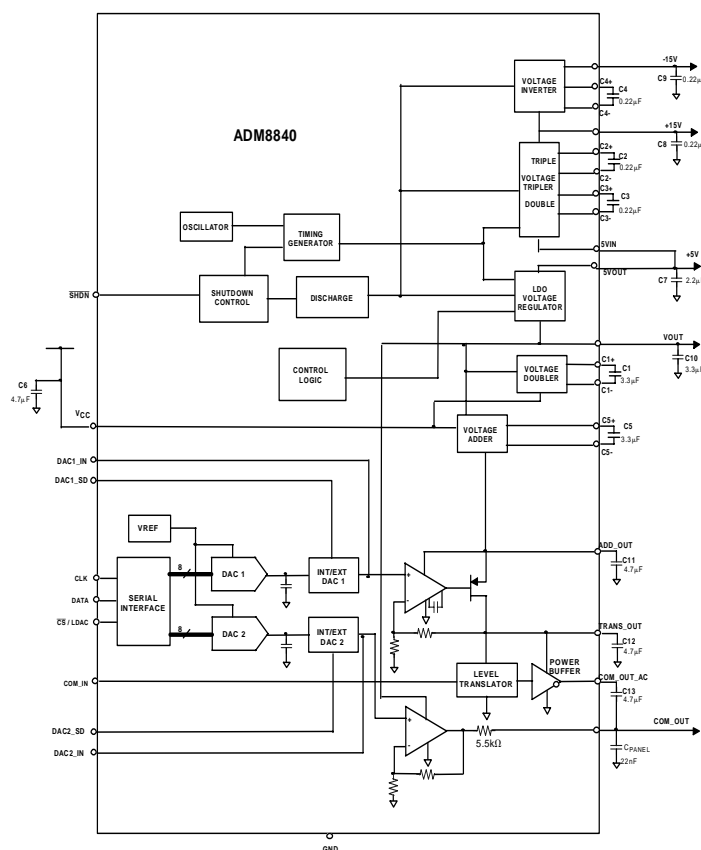 ADM8840
VOLTAGE
INVERTER
-15V
C9
0.22µ
C4+
C4
0.22µF
C4-
+15V
C8
0.22µ
TRIPLE
VOLTAGE
TRIPLER
DOUBLE
C2+
C2
0.22µF
C2-
C3+
C3
0.22µF
C3-
OSCILLATOR
TIMING
GENERATOR
5VIN
+5V
5VOUT
C7
2.2µ
SHDN
SHUTDOWN
CONTROL
DISCHARGE
LDO
VOLTAGE
REGULATOR
VOUT
C10
3.3µF
CONTROL
LOGIC
VOLTAGE
DOUBLER
C1+
C1
3.3µF
C1-
C6
4.7µF
VCC
VOLTAGE
ADDER
C5+
C5
3.3µF
C5-
DAC1_IN
DAC1_SD
VREF
ADD_OUT
C11
4.7µF
CLK
DATA
CS / LDAC
SERIAL
INTERFACE
8
DAC 1
INT/EXT
DAC 1
+
-
8
DAC 2
INT/EXT
DAC 2
TRANS_OUT
C12
4.7µF
COM_IN
LEVEL
TRANSLATOR
POWER
BUFFER
COM_OUT_AC
C13
4.7µF
DAC2_SD
DAC2_IN
+
-
5.5kΩ
COM_OUT
CPANEL
22nF
GND